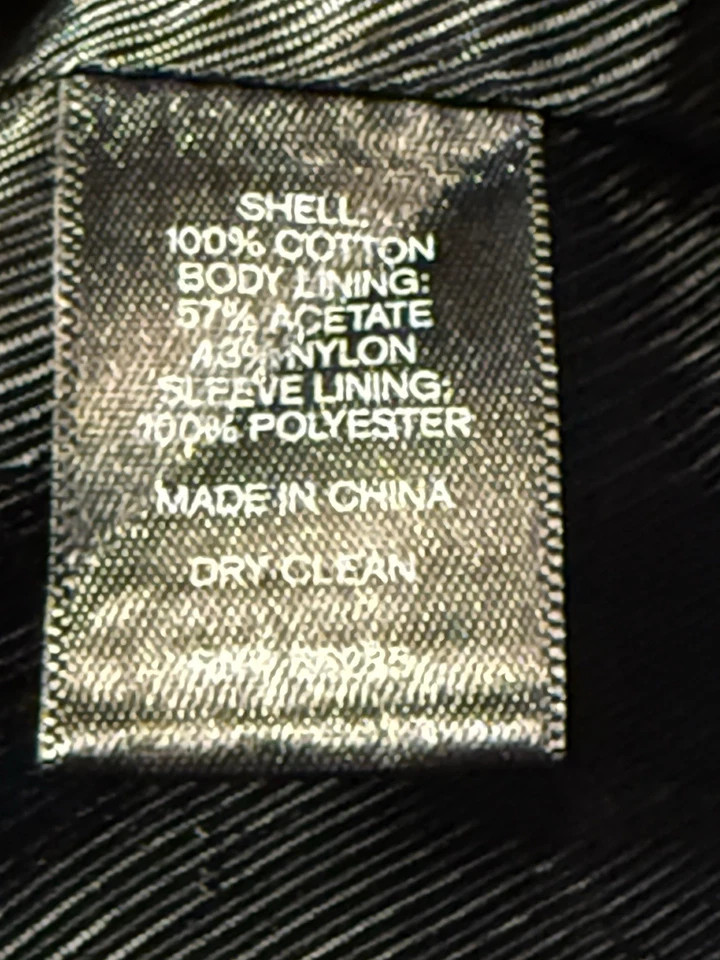 SHELL:
100% COTTON
BODY LINING:
57% ACETATE
43% NYLON
SLEEVE LINING:
100% POLYESTER
MADE IN CHINA
DRY CLEAN